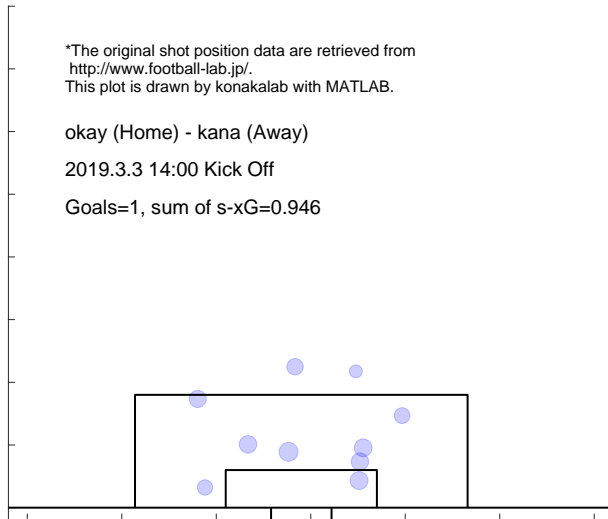 *The original shot position data are retrieved from
http://www.football-lab.jp/.
This plot is drawn by konakalab with MATLAB.
okay (Home) - kana (Away)
2019.3.3 14:00 Kick Off
Goals=1, sum of s-xG=0.946